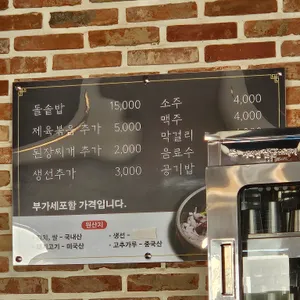 돌솥밥 15,000
제육볶음 추가 5,000
된장찌개 추가 2,000
생선추가 3,000
소주 4,000
맥주 4,000
막걸리
음료수
공기밥
부가세포함 가격입니다.
원산지
쌀 - 국내산
- 미국산
생선 -
고추가루 - 중국산